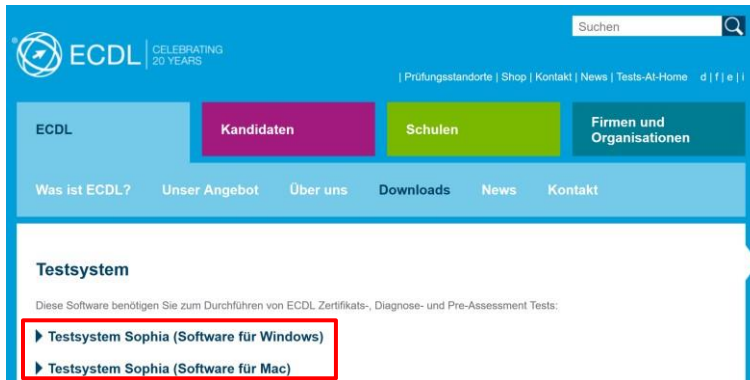 Suchen
ECDL
CELEBRATING
20 YEARS
| Prüfungsstandorte | Shop | Kontakt | News | Tests-At-Home d | f | e | i
ECDL
Kandidaten
Schulen
Firmen und
Organisationen
Was ist ECDL? Unser Angebot Über uns Downloads News Kontakt
Testsystem
Diese Software benötigen Sie zum Durchführen von ECDL Zertifikats-, Diagnose- und Pre-Assessment Tests:
Testsystem Sophia (Software für Windows)
Testsystem Sophia (Software für Mac)